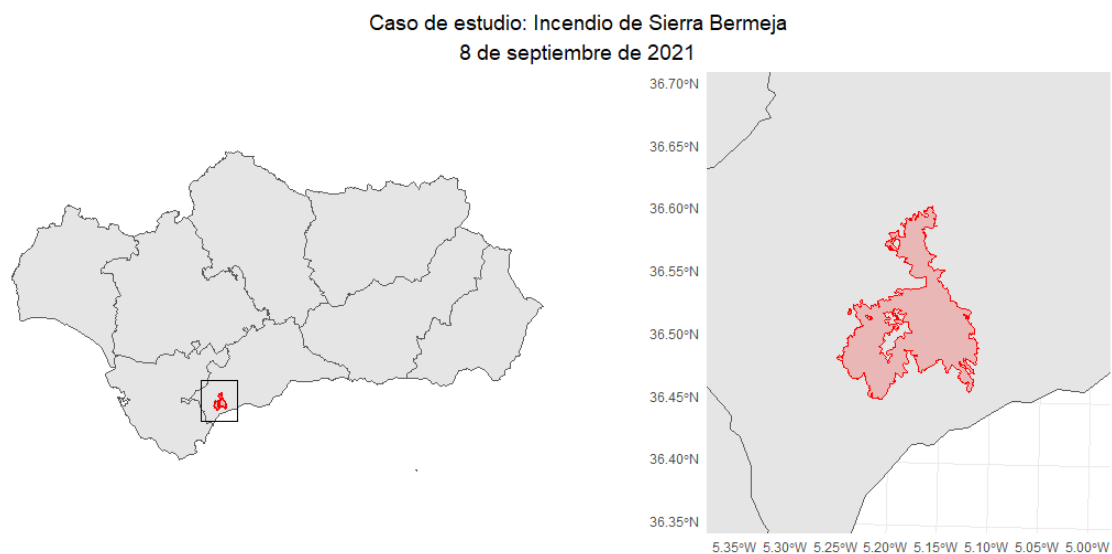 Caso de estudio: Incendio de Sierra Bermeja
8 de septiembre de 2021
36.70°N
36.65°N
36.60°N
36.55°N
36.50°N
36.45°N
36.40°N
36.35°N
5.35°W 5.30°W 5.25°W 5.20°W 5.15°W 5.10°W 5.05°W 5.00°W